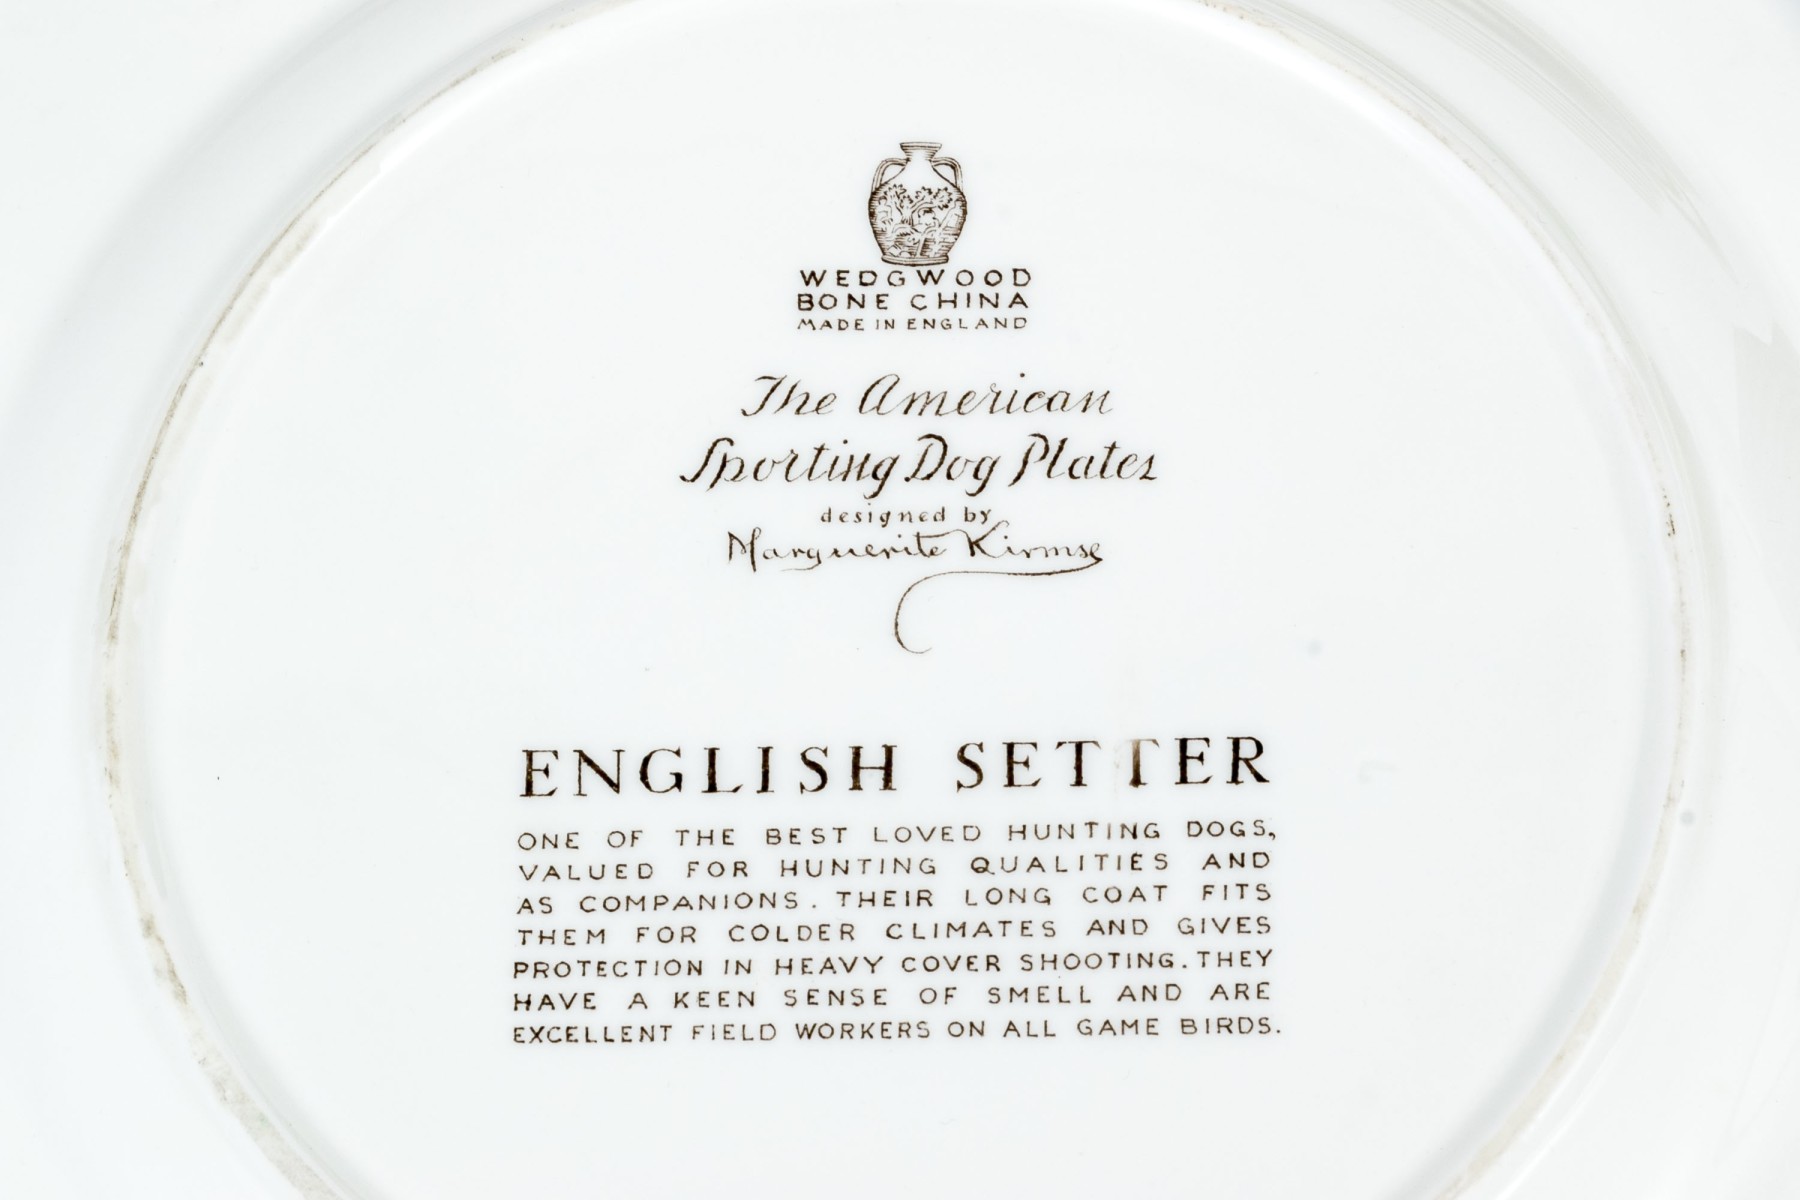 WEDGWOOD
BONE CHINA
MADE IN ENGLAND
The American
Sporting Dog Plates
designed by
Marguerite Kirmse
ENGLISH SETTER
ONE OF THE BEST LOVED HUNTING DOGS,
VALUED FOR HUNTING QUALITIES AND
AS COMPANIONS. THEIR LONG COAT FITS
THEM FOR COLDER CLIMATES AND GIVES
PROTECTION IN HEAVY COVER SHOOTING. THEY
HAVE A KEEN SENSE OF SMELL AND ARE
EXCELLENT FIELD WORKERS ON ALL GAME BIRDS.